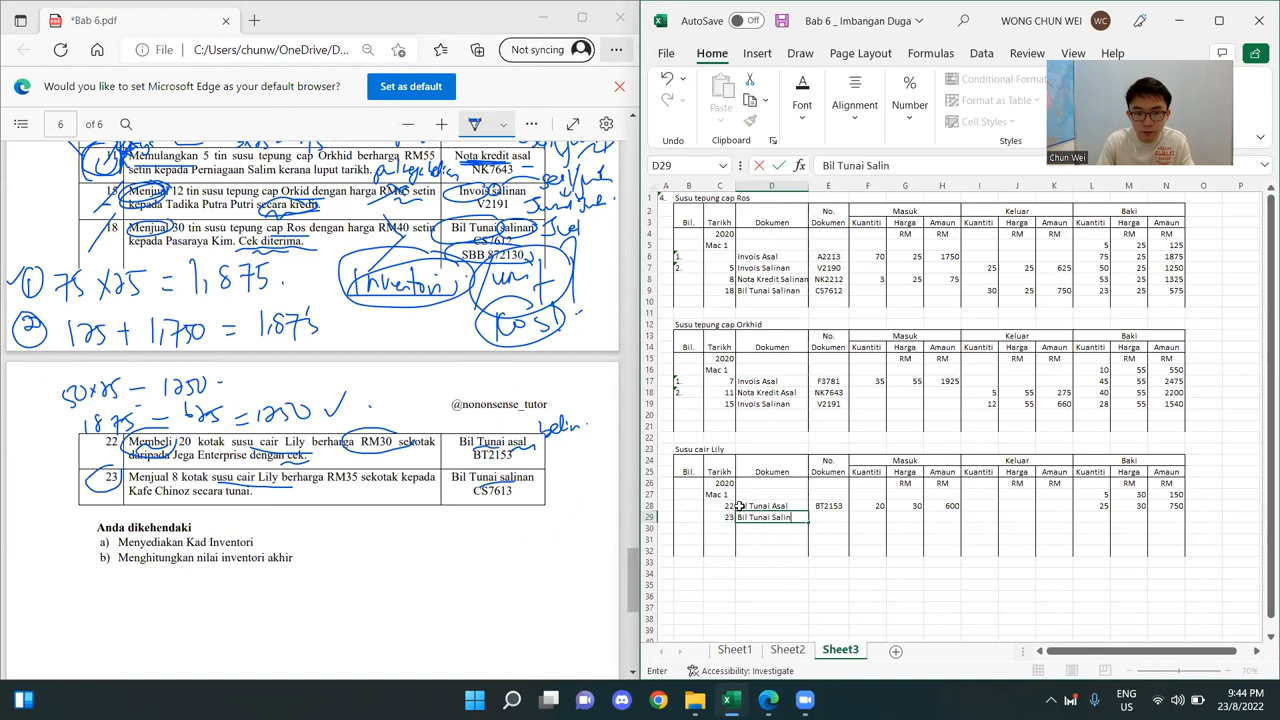 *Bab 6.pdf
File
C:/Users/chunw/OneDrive/D...
Not syncing
Would you like to set Microsoft Edge as your default browser?
Set as default
6 of 6
Memulangkan 5 tin susu tepung cap Orkhid berharga RM55
setin kepada Perniagaan Salim kerana luput tarikh.
Nota kredit asal
NK7643
15 Menjual 12 tin susu tepung cap Orkid dengan harga setin
kepada Tadika Putra Putri secara kredit.
Invois salinan
V2191
18 Menjual 30 tin susu tepung cap Ros dengan harga RM40 setin
kepada Pasaraya Kim. Cek diterima.
Bil Tunai salinan
CS7612
SBB 872130
Inventori
unit
+
kos
① 75 x 25 = 1,875.
② 125 + 1,750 = 1,875
50x25 = 1250
1875 - 625 = 1250 ✓
@nononsense_tutor
belian.
22 Membeli 20 kotak susu cair Lily berharga RM30 sekotak
daripada Jega Enterprise dengan cek.
Bil Tunai asal
BT2153
23 Menjual 8 kotak susu cair Lily berharga RM35 sekotak kepada
Kafe Chinoz secara tunai.
Bil Tunai salinan
CS7613
Anda dikehendaki
a) Menyediakan Kad Inventori
b) Menghitungkan nilai inventori akhir
AutoSave Off Bab 6 _ Imbangan Duga WONG CHUN WEI WC
File Home Insert Draw Page Layout Formulas Data Review View Help
Undo Paste Clipboard Font Alignment Number
Conditional Format
Format as Table
Cell Styles
Chun Wei
D29 Bil Tunai Salin
A B C D E F G H I J K L M N O P Q
4. Susu tepung cap Ros
Bil. Tarikh Dokumen No. Dokumen Masuk Keluar Baki
Kuantiti Harga Amaun Kuantiti Harga Amaun Kuantiti Harga Amaun
2020 RM RM RM RM RM RM
Mac 1 5 25 125
1. Invois Asal A2213 70 25 1750 75 25 1875
2. 5 Invois Salinan V2190 25 25 625 50 25 1250
8 Nota Kredit Salinan NK2212 3 25 75 53 25 1325
18 Bil Tunai Salinan CS7612 30 25 750 23 25 575
Susu tepung cap Orkhid
Bil. Tarikh Dokumen No. Dokumen Masuk Keluar Baki
Kuantiti Harga Amaun Kuantiti Harga Amaun Kuantiti Harga Amaun
2020 RM RM RM RM RM RM
Mac 1 10 55 550
1. 7 Invois Asal F3781 35 55 1925 45 55 2475
2. 11 Nota Kredit Asal NK7643 5 55 275 40 55 2200
15 Invois Salinan V2191 12 55 660 28 55 1540
Susu cair Lily
Bil. Tarikh Dokumen No. Dokumen Masuk Keluar Baki
Kuantiti Harga Amaun Kuantiti Harga Amaun Kuantiti Harga Amaun
2020 RM RM RM RM RM RM
Mac 1 5 30 150
22 Bil Tunai Asal BT2153 20 30 600 25 30 750
23 Bil Tunai Salin
Sheet1 Sheet2 Sheet3
Enter Accessibility: Investigate 70%
ENG
US
9:44 PM
23/8/2022